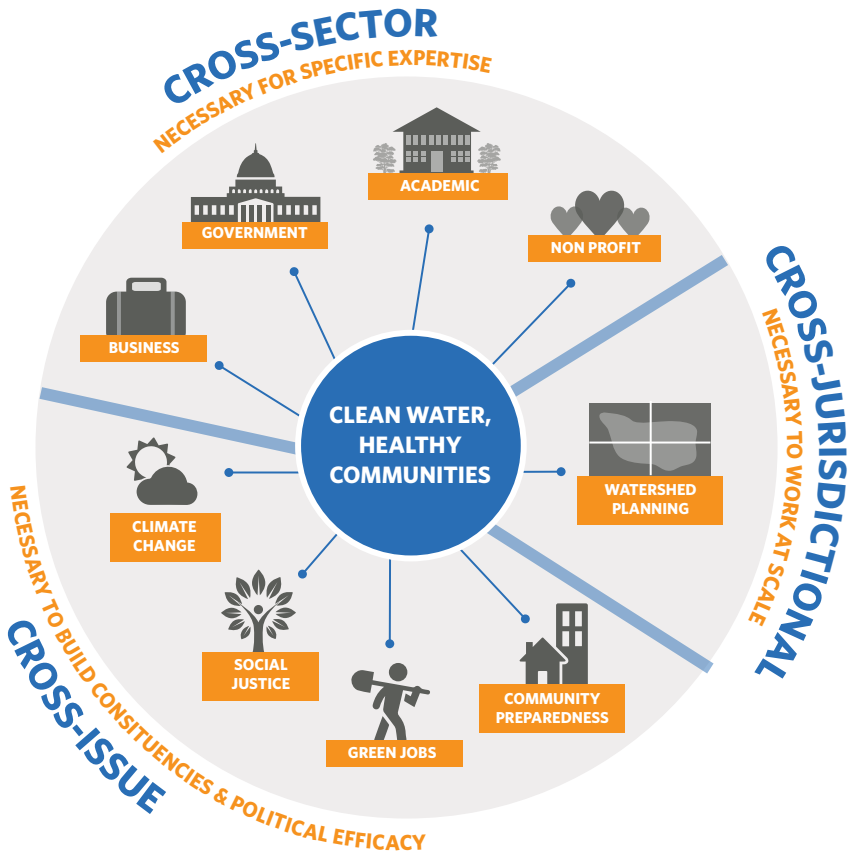 CROSS-SECTOR
NECESSARY FOR SPECIFIC EXPERTISE
ACADEMIC
GOVERNMENT
NON PROFIT
BUSINESS
CLEAN WATER,
HEALTHY
COMMUNITIES
CROSS-JURISDICTIONAL
NECESSARY TO WORK AT SCALE
WATERSHED
PLANNING
CLIMATE
CHANGE
SOCIAL
JUSTICE
GREEN JOBS
COMMUNITY
PREPAREDNESS
NECESSARY TO BUILD CONSITUENCIES & POLITICAL EFFICACY
CROSS-ISSUE